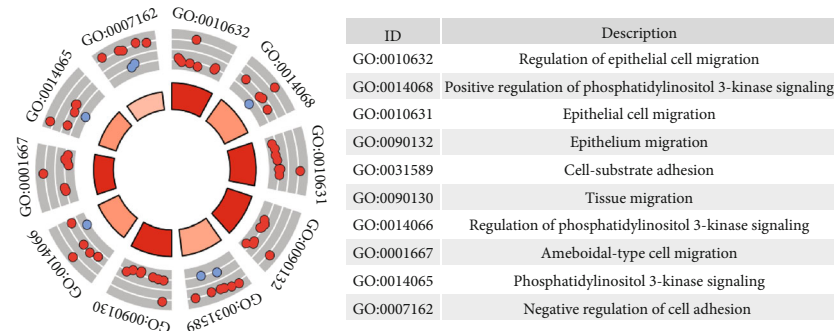 GO:0010632
GO:0014068
GO:0010631
GO:0090132
GO:0031589
GO:0090130
GO:0014066
GO:0001667
GO:0014065
GO:0007162
ID Description
GO:0010632 Regulation of epithelial cell migration
GO:0014068 Positive regulation of phosphatidylinositol 3-kinase signaling
GO:0010631 Epithelial cell migration
GO:0090132 Epithelium migration
GO:0031589 Cell-substrate adhesion
GO:0090130 Tissue migration
GO:0014066 Regulation of phosphatidylinositol 3-kinase signaling
GO:0001667 Ameboidal-type cell migration
GO:0014065 Phosphatidylinositol 3-kinase signaling
GO:0007162 Negative regulation of cell adhesion